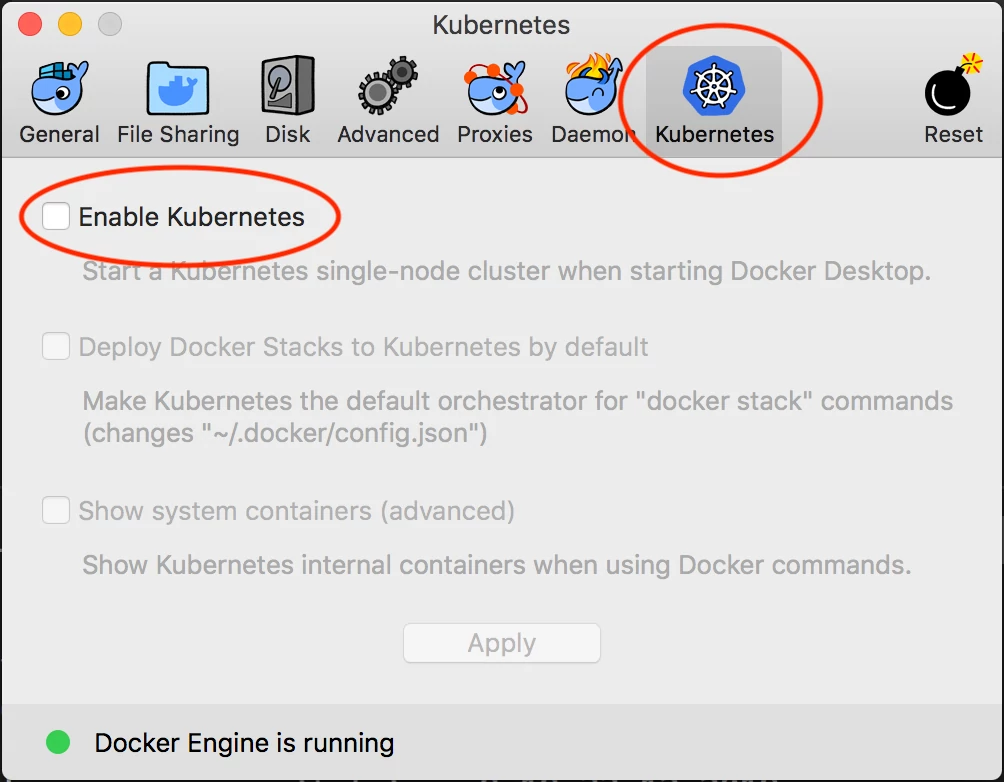 Kubernetes
General
File Sharing
Disk
Advanced
Proxies
Daemon
Kubernetes
Reset
Enable Kubernetes
Start a Kubernetes single-node cluster when starting Docker Desktop.
Deploy Docker Stacks to Kubernetes by default
Make Kubernetes the default orchestrator for "docker stack" commands
(changes "~/.docker/config.json")
Show system containers (advanced)
Show Kubernetes internal containers when using Docker commands.
Apply
Docker Engine is running